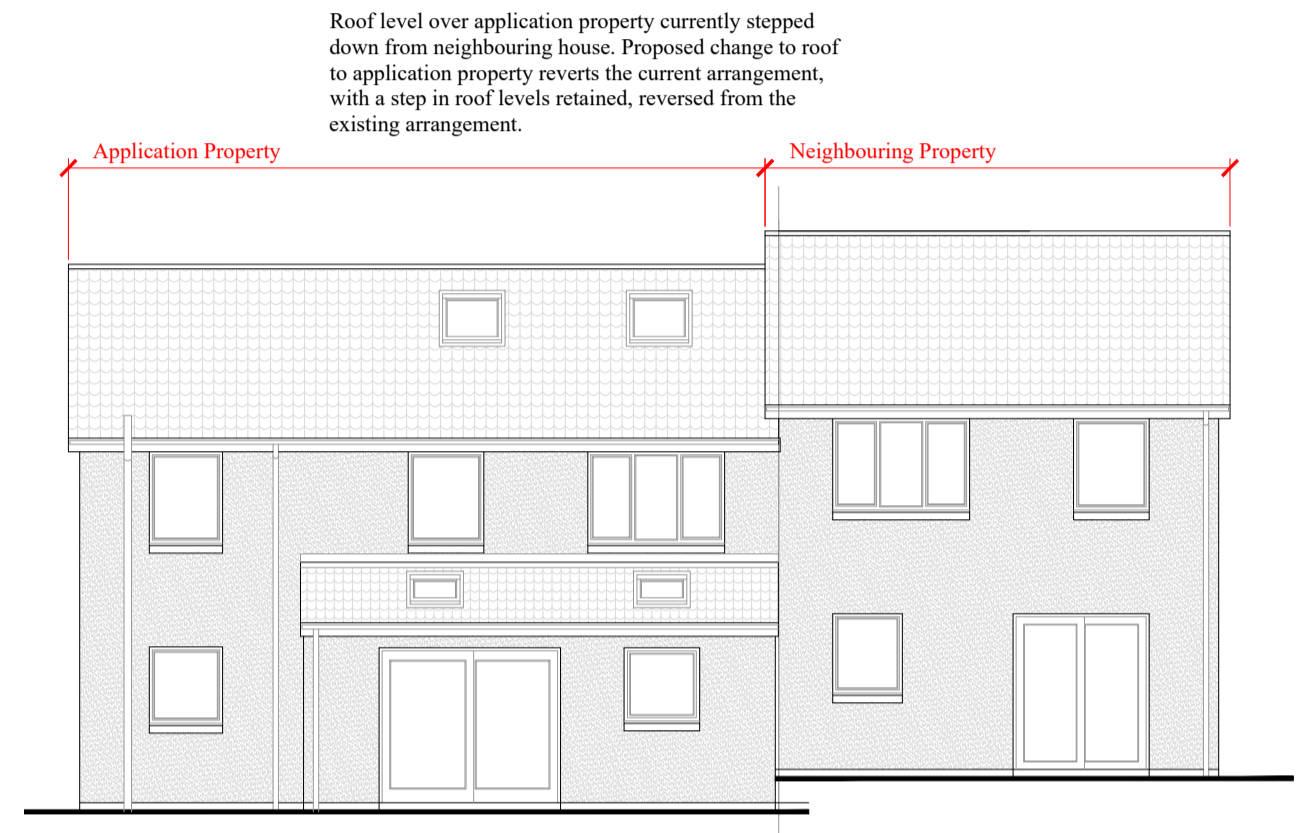 Roof level over application property currently stepped
down from neighbouring house. Proposed change to roof
to application property reverts the current arrangement,
with a step in roof levels retained, reversed from the
existing arrangement.
Application Property
Neighbouring Property